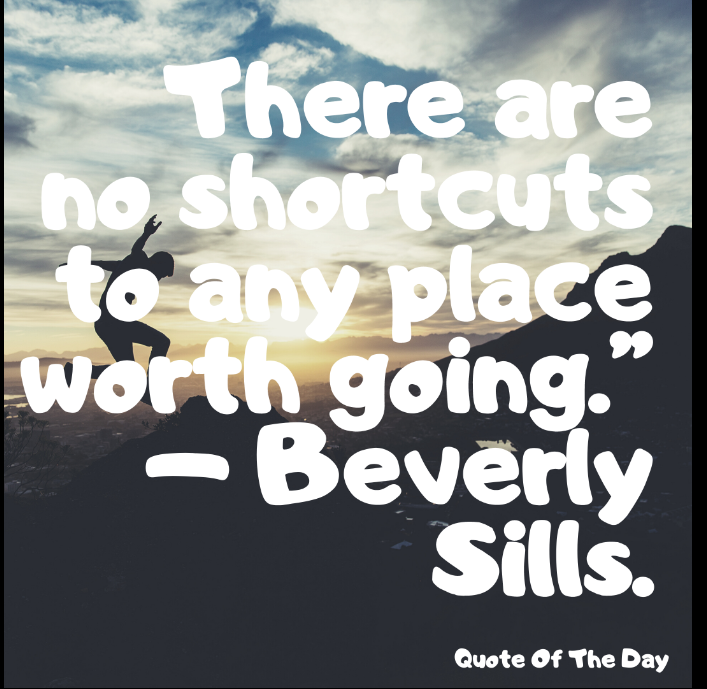 There are
no shortcuts
to any place
worth going.”
— Beverly
Sills.
Quote Of The Day